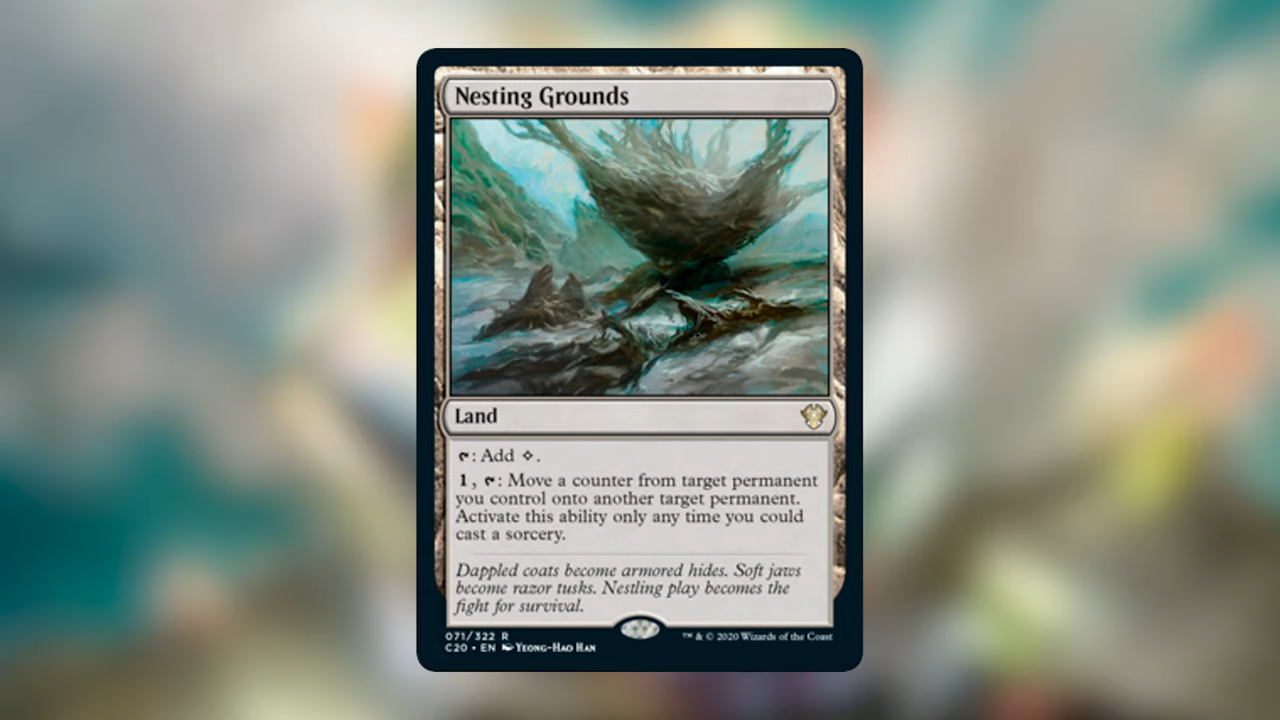 Nesting Grounds
Land
: Add .
1, : Move a counter from target permanent
you control onto another target permanent.
Activate this ability only any time you could
cast a sorcery.
Dappled coats become armored hides. Soft jaws
become razor tusks. Nestling play becomes the
fight for survival.
071/322 R
™ & © 2020 Wizards of the Coast
C20 • EN Yeong-Hao Han